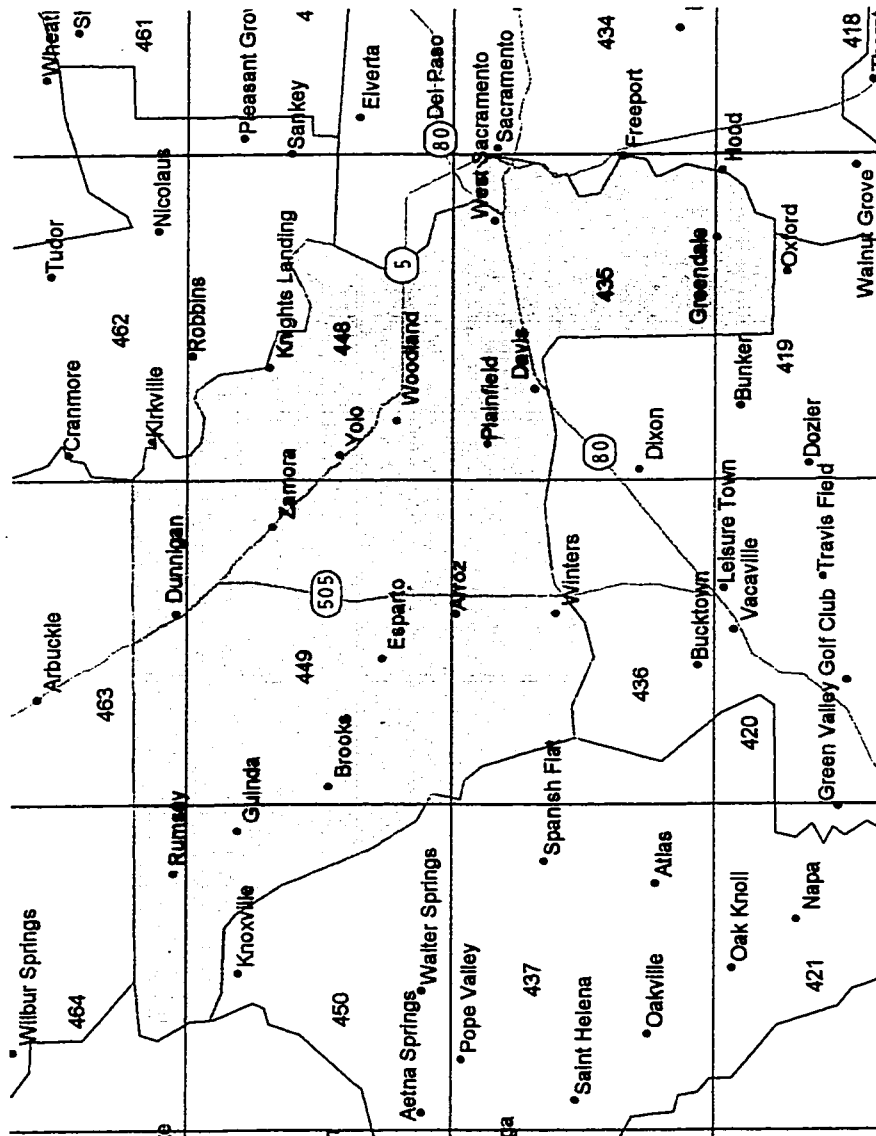 Wilbur Springs
464
463
Arbuckle
Cranmore
Kirkville
462
Tudor
Nicolaus
461
Wheatl
Sl
Rumsey
Dunnigan
Robbins
Knoxville
Guinda
449
Zamora
Knights Landing
Sankey
Pleasant Gro
4
450
Brooks
505
Yolo
448
Elverta
Aetna Springs
Walter Springs
Esparto
Woodland
5
80
Del Paso
Pope Valley
Arroz
Plainfield
West Sacramento
Sacramento
437
Spanish Flat
Winters
Davis
Saint Helena
80
435
434
Oakville
Atlas
436
Dixon
Freeport
Bucktown
Oak Knoll
Leisure Town
Vacaville
Bunker
Greendale
Hood
421
Napa
420
Green Valley Golf Club
Travis Field
Dozier
419
Oxford
Walnut Grove
418